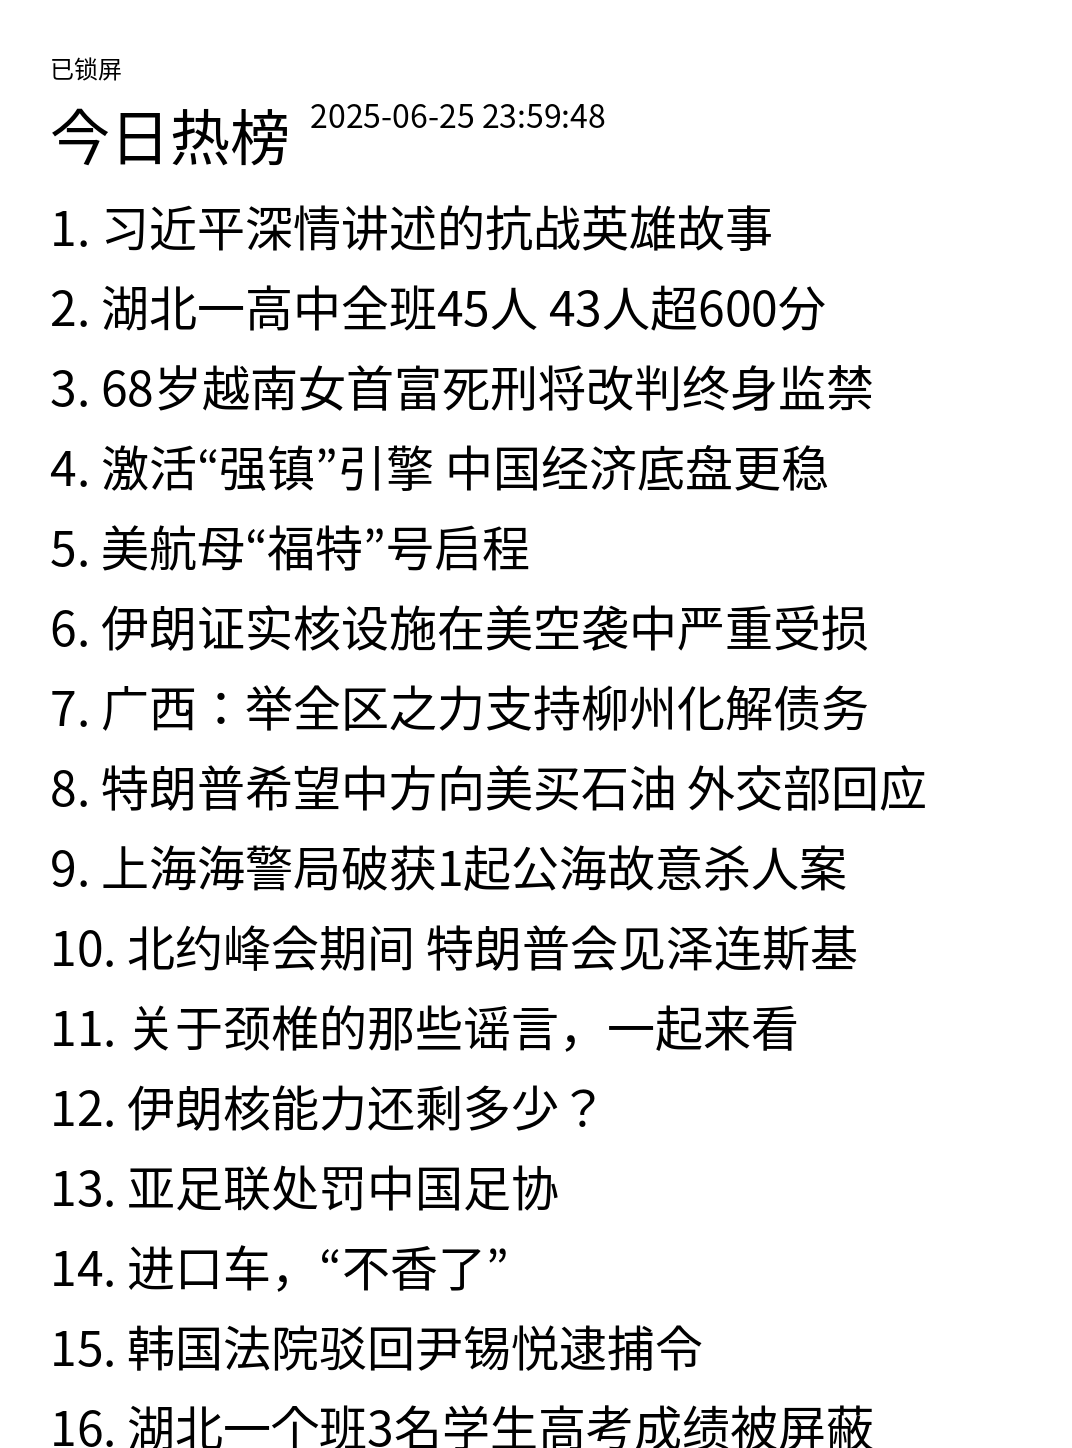 已锁屏
今日热榜 2025-06-25 23:59:48
1. 习近平深情讲述的抗战英雄故事
2. 湖北一高中全班45人 43人超600分
3. 68岁越南女首富死刑将改判终身监禁
4. 激活“强镇”引擎 中国经济底盘更稳
5. 美航母“福特”号启程
6. 伊朗证实核设施在美空袭中严重受损
7. 广西：举全区之力支持柳州化解债务
8. 特朗普希望中方向美买石油 外交部回应
9. 上海海警局破获1起公海故意杀人案
10. 北约峰会期间 特朗普会见泽连斯基
11. 关于颈椎的那些谣言，一起来看
12. 伊朗核能力还剩多少？
13. 亚足联处罚中国足协
14. 进口车，“不香了”
15. 韩国法院驳回尹锡悦逮捕令
16. 湖北一个班3名学生高考成绩被屏蔽